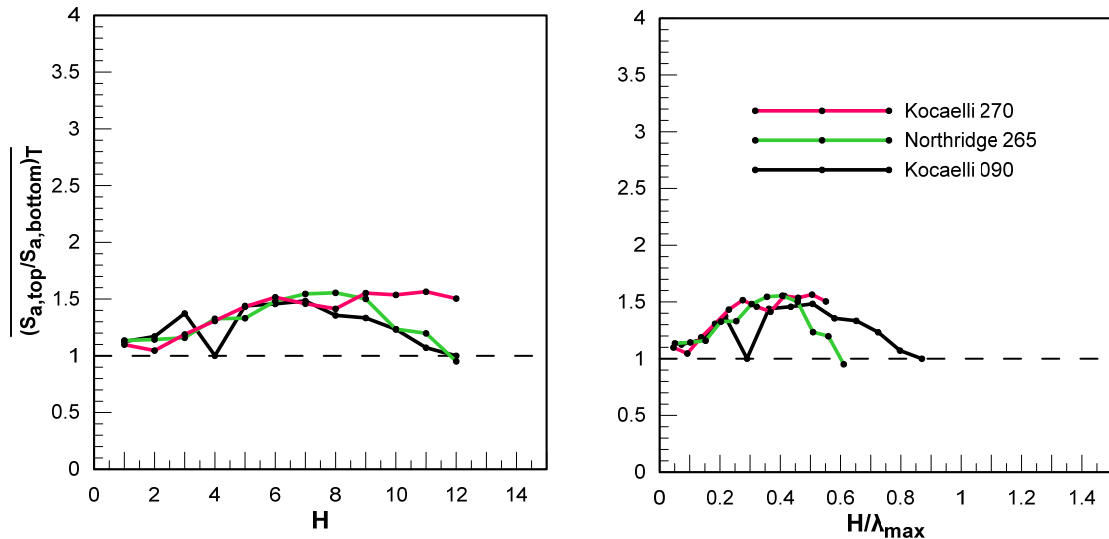 4
3.5
3
2.5
2
1.5
1
0.5
0
(Sa,top/Sa,bottom)T
0 2 4 6 8 10 12 14
H
4
3.5
3
2.5
2
1.5
1
0.5
0
Kocaelli 270
Northridge 265
Kocaelli 090
0 0.2 0.4 0.6 0.8 1 1.2 1.4
H/λmax